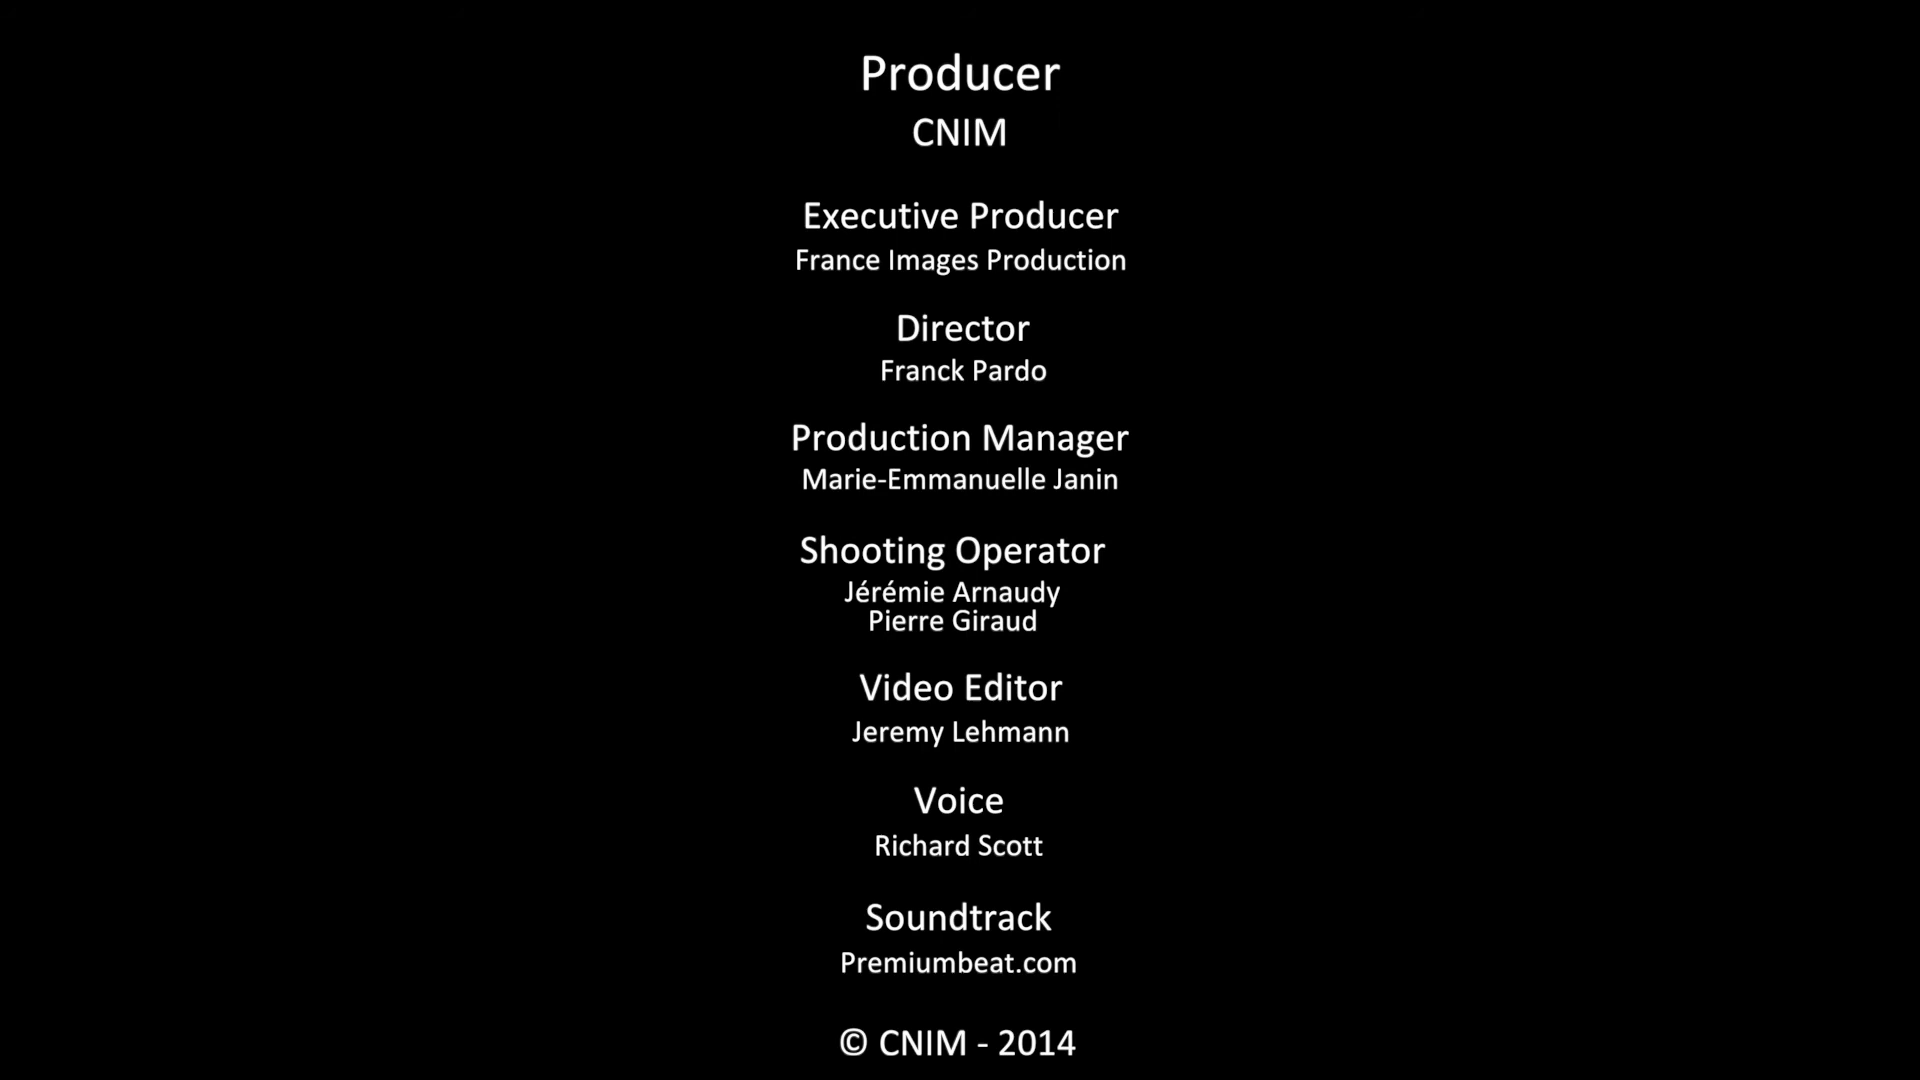 Producer
CNIM
Executive Producer
France Images Production
Director
Franck Pardo
Production Manager
Marie-Emmanuelle Janin
Shooting Operator
Jérémie Arnaudy
Pierre Giraud
Video Editor
Jeremy Lehmann
Voice
Richard Scott
Soundtrack
Premiumbeat.com
© CNIM - 2014